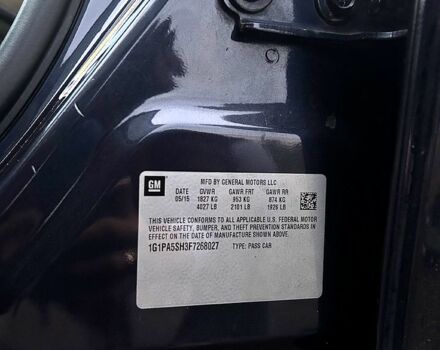 GM
MFD BY GENERAL MOTORS LLC
DATE GVWR GAWR FRT GAWR RR
05/15 1827 KG 953 KG 874 KG
4027 LB 2101 LB 1926 LB
THIS VEHICLE CONFORMS TO ALL APPLICABLE U.S. FEDERAL MOTOR
VEHICLE SAFETY, BUMPER, AND THEFT PREVENTION STANDARDS IN
EFFECT ON THE DATE OF MANUFACTURE SHOWN ABOVE.
1G1PA5SH3F7268027 TYPE: PASS CAR